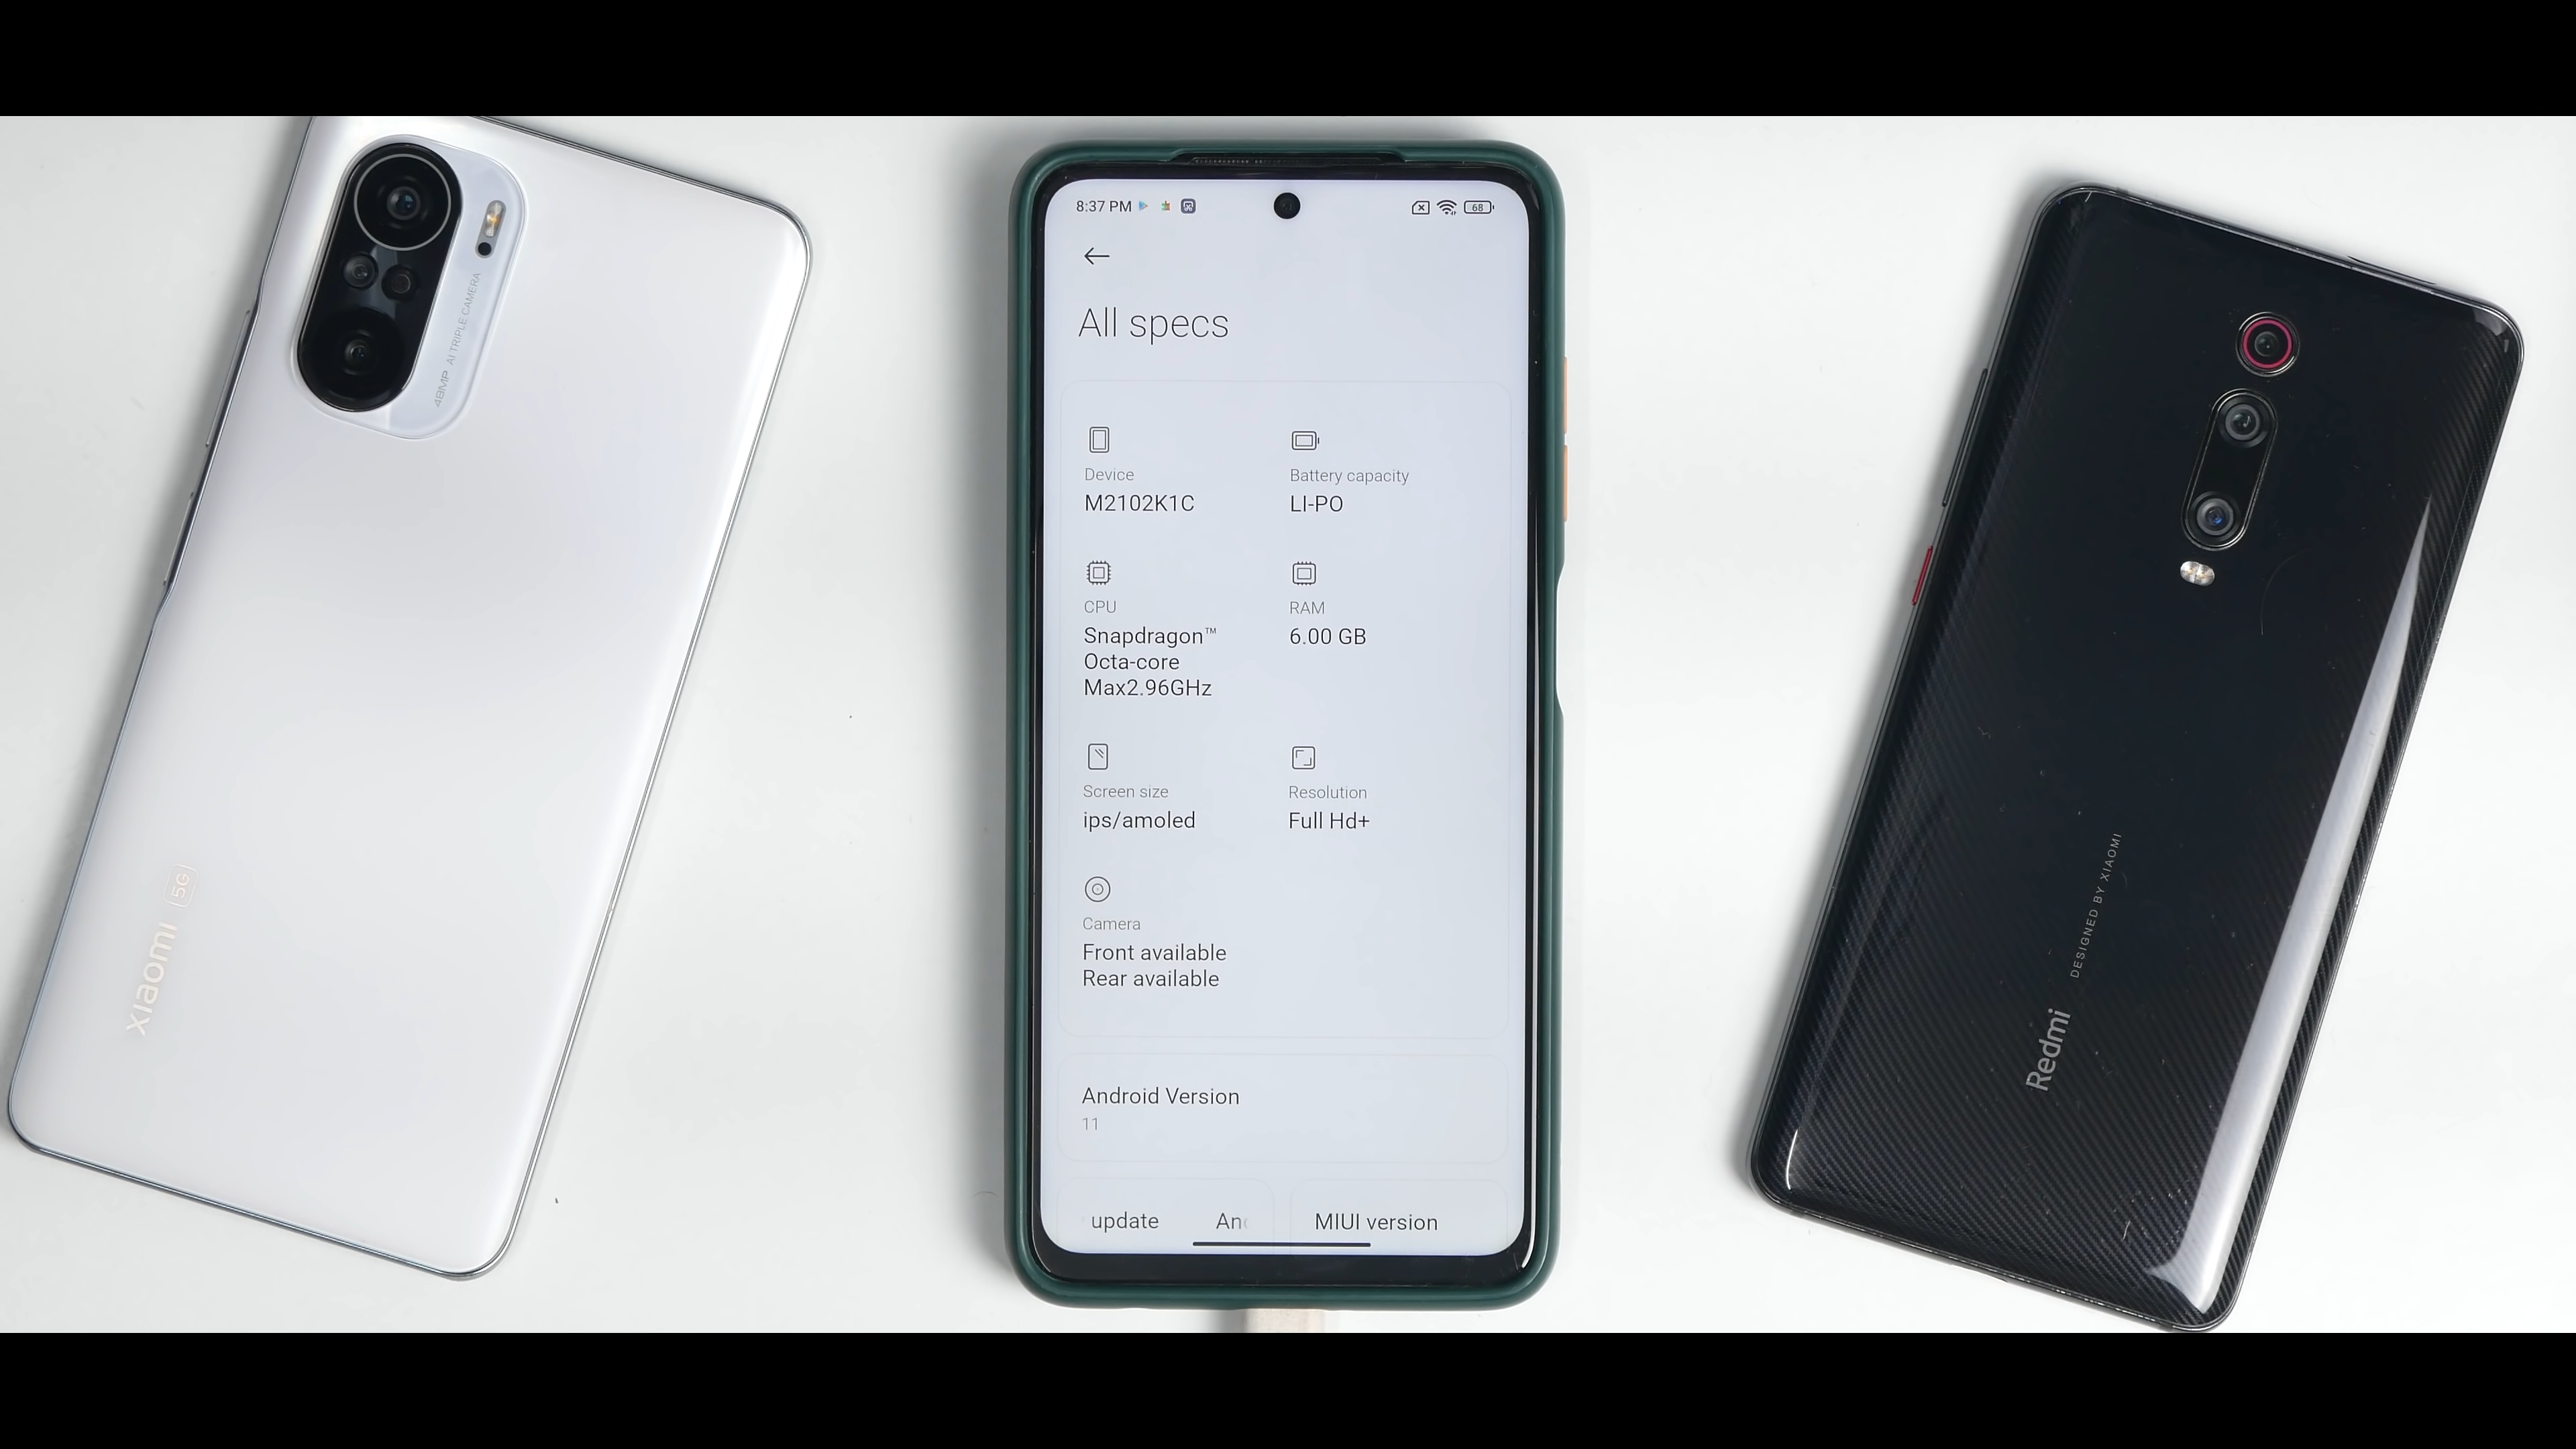 48MP AI TRIPLE CAMERA
xiaomi 5G
8:37 PM
68
All specs
Device
M2102K1C
Battery capacity
LI-PO
CPU
Snapdragon™
Octa-core
Max2.96GHz
RAM
6.00 GB
Screen size
ips/amoled
Resolution
Full Hd+
Camera
Front available
Rear available
Android Version
11
update
MIUI version
Redmi
DESIGNED BY XIAOMI